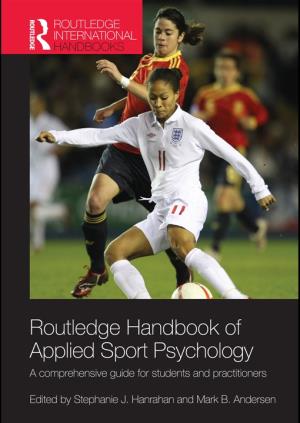 ROUTLEDGE
ROUTLEDGE
INTERNATIONAL
HANDBOOKS
11
11
Routledge Handbook of
Applied Sport Psychology
A comprehensive guide for students and practitioners
Edited by Stephanie J. Hanrahan and Mark B. Andersen